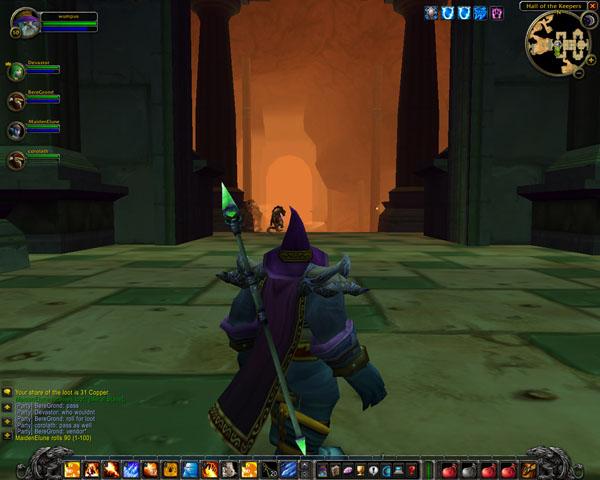 wumpus
50
Hall of the Keepers
N
Devastor
BereGrond
MaidenElune
corolath
Your share of the loot is 31 Copper
[Party] BereGrond: pass
[Party] Devastor: who wouldnt
[Party] BereGrond: roll for loot
[Party] corolath: pass as well
[Party] BereGrond: vendor*
MaidenElune rolls 90 (1-100)
20